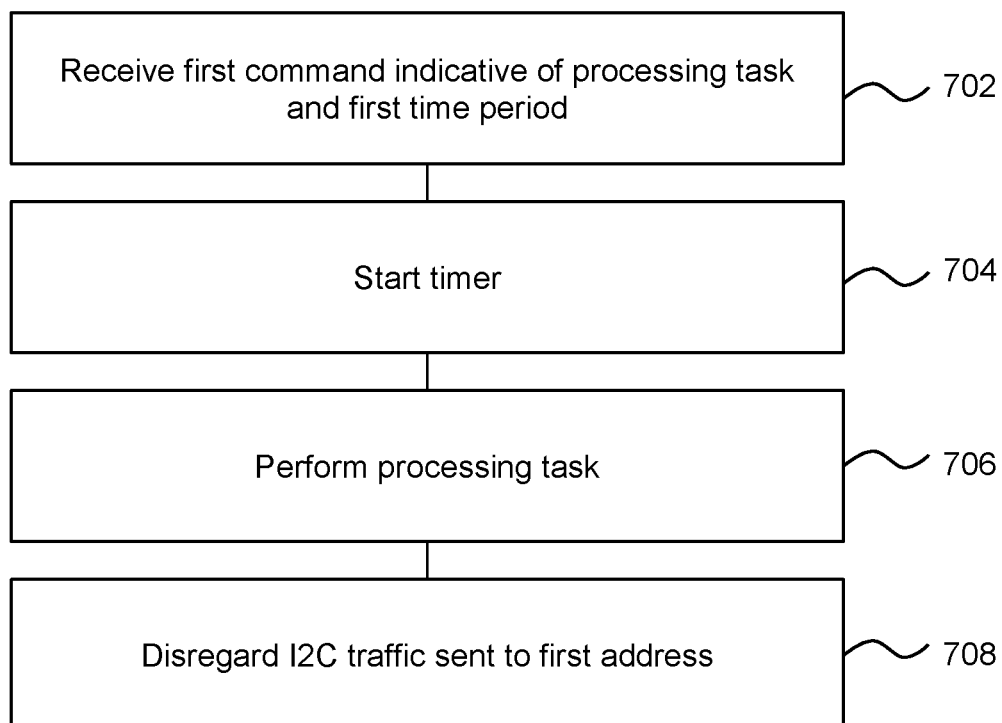 Receive first command indicative of processing task
and first time period
702
Start timer
704
Perform processing task
706
Disregard I2C traffic sent to first address
708